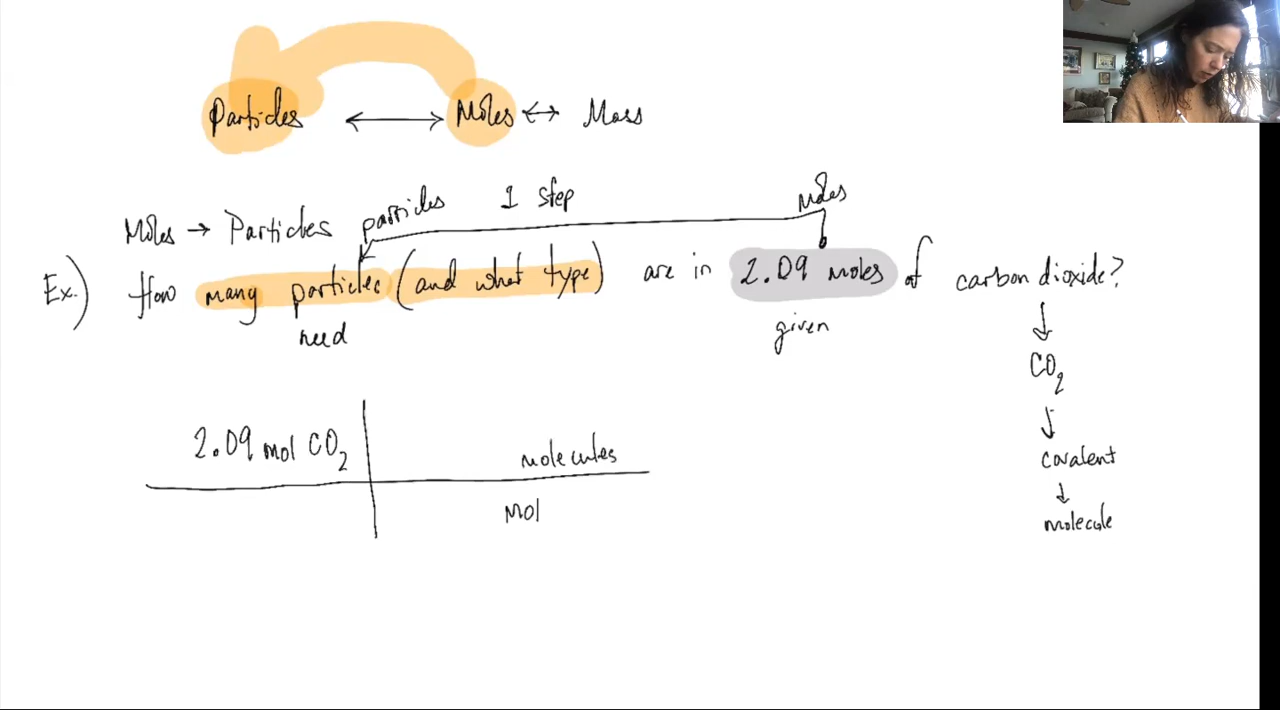 Particles ⟷ Moles ↔ Mass
Moles → Particles particles 1 step Moles
Ex.) How many particles (and what type) are in 2.09 moles of carbon dioxide?
need given
↓
CO₂
↓
2.09 mol CO₂ molecules covalent
↓
mol molecule